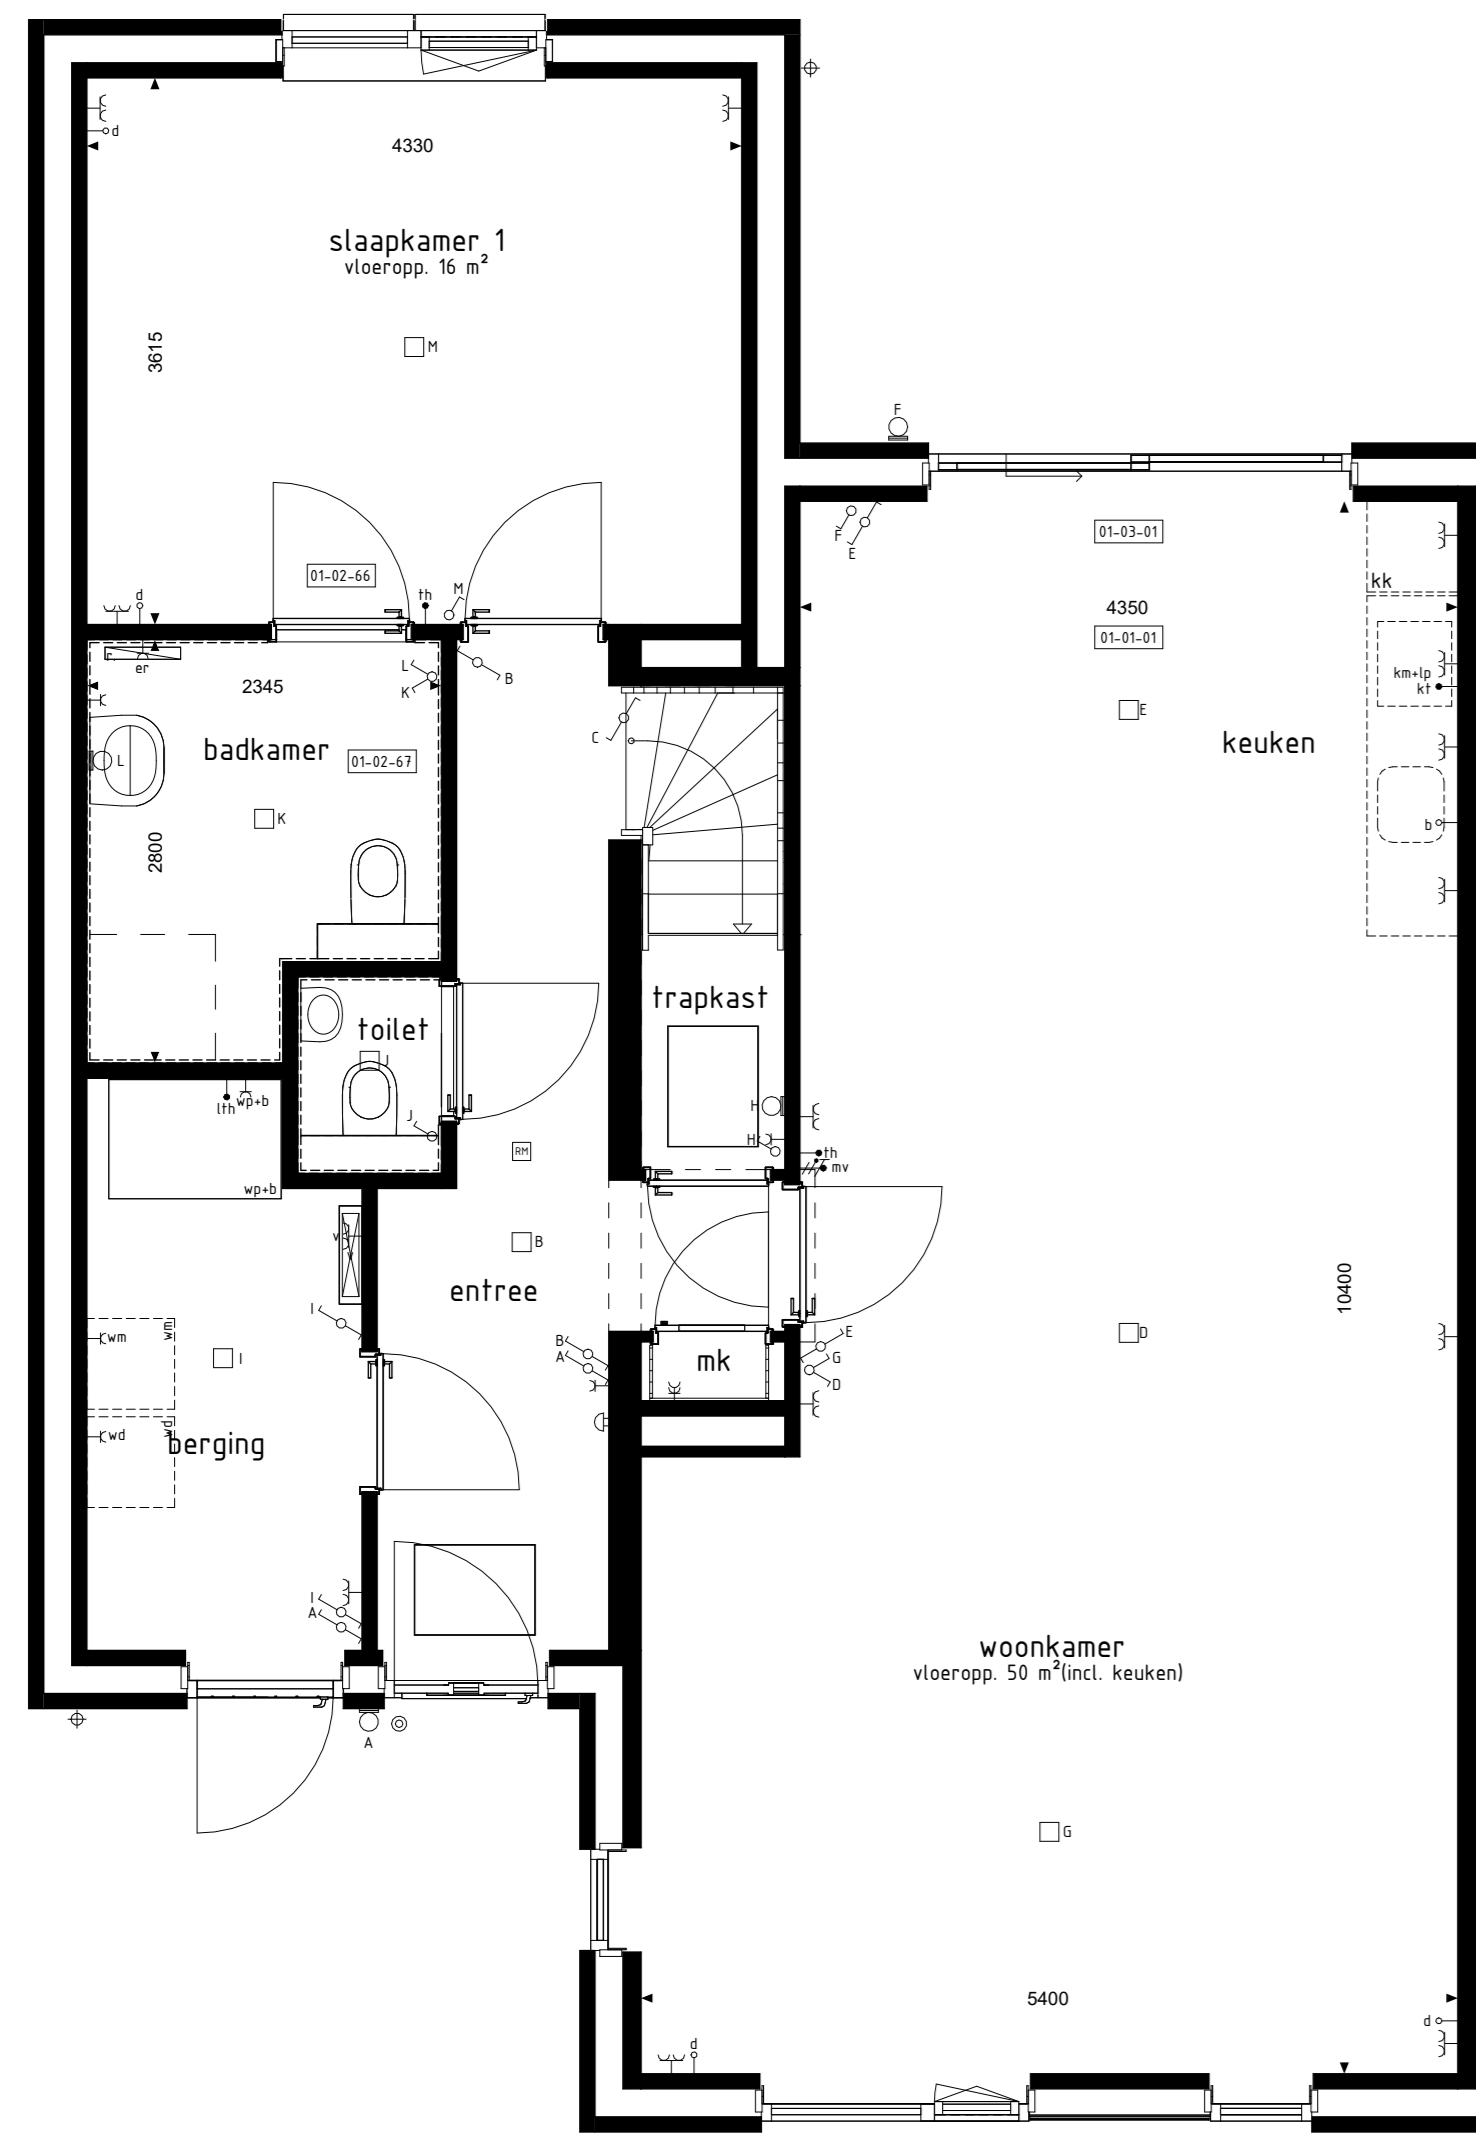 d
4330
slaapkamer 1
vloeropp. 16 m²
3615
M
F
F
E
01-03-01
kk
4350
01-01-01
km+lp
kt
E
keuken
b
01-02-66
d
th
M
er
2345
L
K
B
C
badkamer
L
01-02-67
K
2800
trapkast
toilet
J
J
H
H
lth
wp+b
wp+b
RM
th
mv
v
B
entree
I
10400
wm
wm
I
B
A
mk
E
G
D
D
wd
wd
berging
I
A
woonkamer
vloeropp. 50 m²(incl. keuken)
A
G
5400
d
d